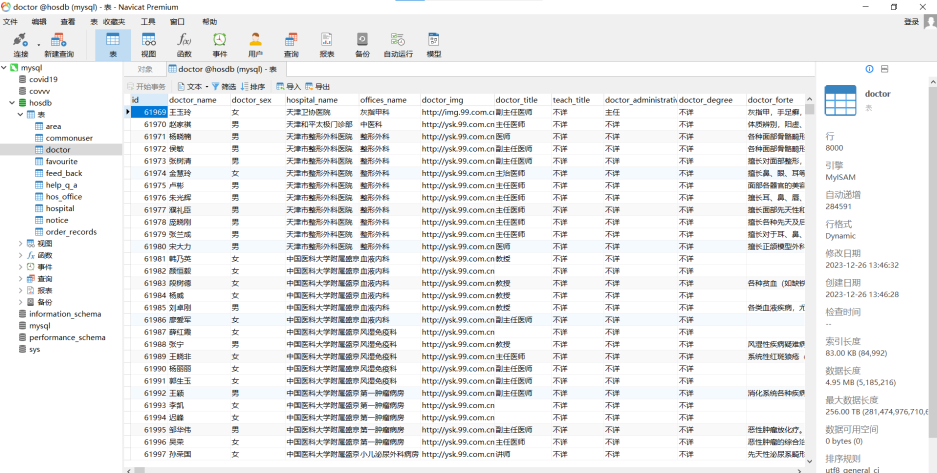 doctor @hosdb (mysql) - 表 - Navicat Premium
文件 编辑 查看 表 收藏夹 工具 窗口 帮助 登录
连接 新建查询 表 视图 函数 事件 用户 查询 报表 备份 自动运行 模型
mysql
covid19
covvv
hosdb
表
area
commonuser
doctor
favourite
feed_back
help_q_a
hos_office
hospital
notice
order_records
视图
函数
事件
查询
报表
备份
information_schema
mysql
performance_schema
sys
对象 doctor @hosdb (mysql) - 表
开始事务 文本 筛选 排序 导入 导出
id doctor_name doctor_sex hospital_name offices_name doctor_img doctor_title teach_title doctor_administrati doctor_degree doctor_forte
61969 王玉玲 女 天津卫协医院 灰指甲科 http://img.99.com.cn 副主任医师 不详 主任 不详 灰指甲，手足癣，
61970 赵家祺 男 天津和平太极门诊部 中医科 http://ysk.99.com.cn 主任医师 不详 不详 不详 体质辨别，阳虚、
61971 杨晓楠 男 天津市整形外科医院 整形外科 http://ysk.99.com.cn 医师 不详 不详 不详 各种面部骨骼畸形
61972 侯敏 女 天津市整形外科医院 整形外科 http://ysk.99.com.cn 副主任医师 不详 不详 不详 各种面部骨骼畸形
61973 张树清 女 天津市整形外科医院 整形外科 http://ysk.99.com.cn 副主任医师 不详 不详 不详 擅长对面部整形，
61974 金慧玲 女 天津市整形外科医院 整形外科 http://ysk.99.com.cn 主治医师 不详 不详 不详 擅长鼻、眼、耳等
61975 卢彬 男 天津市整形外科医院 整形外科 http://ysk.99.com.cn 主任医师 不详 不详 不详 面部各器官的美容
61976 朱光辉 男 天津市整形外科医院 整形外科 http://ysk.99.com.cn 副主任医师 不详 不详 不详 擅长耳、鼻、唇、
61977 濮礼臣 男 天津市整形外科医院 整形外科 http://ysk.99.com.cn 主任医师 不详 不详 不详 擅长面部先天性和
61978 应晓刚 男 天津市整形外科医院 整形外科 http://ysk.99.com.cn 主任医师 不详 不详 不详 擅长各种先天及后
61979 张兰成 男 天津市整形外科医院 整形外科 http://ysk.99.com.cn 主任医师 不详 不详 不详 擅长对于耳、鼻、
61980 宋大力 男 天津市整形外科医院 整形外科 http://ysk.99.com.cn 医师 不详 不详 不详 擅长正颌模型外科
61981 韩乃英 女 中国医科大学附属盛京 血液内科 http://ysk.99.com.cn 教授 不详 不详 不详
61982 颜恒毅 女 中国医科大学附属盛京 血液内科 http://ysk.99.com.cn 不详 不详 不详
61983 段树德 女 中国医科大学附属盛京 血液内科 http://ysk.99.com.cn 教授 不详 不详 不详 各种贫血（如缺铁
61984 杨威 女 中国医科大学附属盛京 血液内科 http://ysk.99.com.cn 教授 不详 不详 不详
61985 刘卓刚 男 中国医科大学附属盛京 血液内科 http://ysk.99.com.cn 教授 不详 不详 不详 各类血液疾病，尤
61986 廖爱军 女 中国医科大学附属盛京 血液内科 http://ysk.99.com.cn 副主任医师 不详 不详 不详
61987 薛红霞 女 中国医科大学附属盛京 风湿免疫科 http://ysk.99.com.cn 不详 不详 不详
61988 张宁 男 中国医科大学附属盛京 风湿免疫科 http://ysk.99.com.cn 教授 不详 不详 不详 风湿性疾病疑难病
61989 王晓非 女 中国医科大学附属盛京 风湿免疫科 http://ysk.99.com.cn 主任医师 不详 不详 不详 系统性红斑狼疮（
61990 杨丽丽 女 中国医科大学附属盛京 风湿免疫科 http://ysk.99.com.cn 不详 不详 不详
61991 郭生玉 女 中国医科大学附属盛京 风湿免疫科 http://ysk.99.com.cn 副主任医师 不详 不详 不详
61992 王颖 男 中国医科大学附属盛京 第一肿瘤病房 http://ysk.99.com.cn 副主任医师 不详 不详 不详 消化系统各种疾病
61993 李凯 女 中国医科大学附属盛京 第一肿瘤病房 http://ysk.99.com.cn 不详 不详 不详
61994 迟峰 女 中国医科大学附属盛京 第一肿瘤病房 http://ysk.99.com.cn 不详 不详 不详
61995 邹华伟 男 中国医科大学附属盛京 第一肿瘤病房 http://ysk.99.com.cn 主任医师 不详 不详 不详 恶性肿瘤放化疗。
61996 吴荣 女 中国医科大学附属盛京 第一肿瘤病房 http://ysk.99.com.cn 主任医师 不详 不详 不详 恶性肿瘤的综合治
61997 孙荣国 男 中国医科大学附属盛京 小儿泌尿外科病房 http://ysk.99.com.cn 讲师 不详 不详 不详 先天性泌尿系畸形
doctor
表
行
8000
引擎
MyISAM
自动递增
284591
行格式
Dynamic
修改日期
2023-12-26 13:46:32
创建日期
2023-12-26 13:46:28
检查时间
--
索引长度
83.00 KB (84,992)
数据长度
4.95 MB (5,185,216)
最大数据长度
256.00 TB (281,474,976,710,6
数据可用空间
0 bytes (0)
排序规则
utf8_general_ci